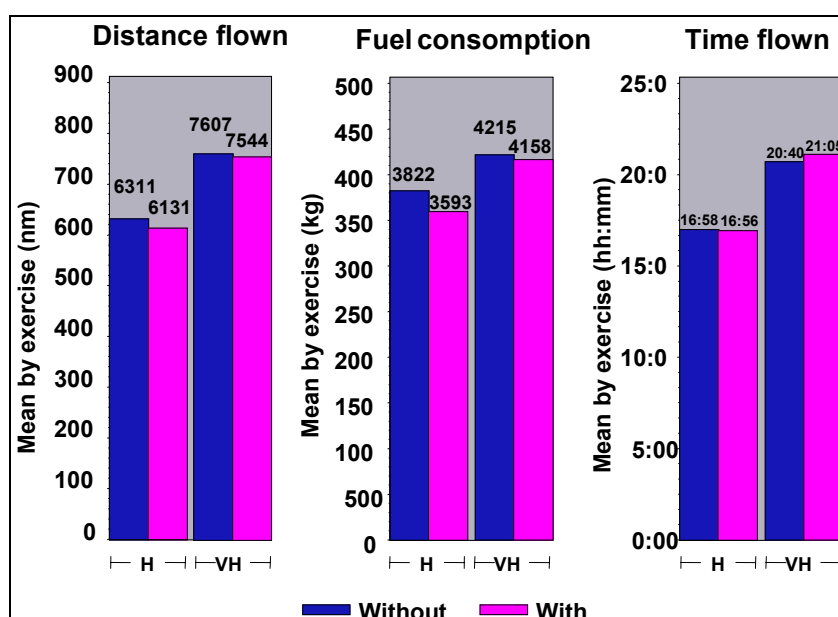 Distance flown
900
800
700
600
500
400
300
200
100
0
Mean by exercise (nm)
6311
6131
7607
7544
H
VH
Fuel consomption
500
450
400
350
300
250
200
150
100
500
0
Mean by exercise (kg)
3822
3593
4215
4158
H
VH
Time flown
25:0
20:0
15:0
10:0
5:00
0:00
Mean by exercise (hh:mm)
16:58
16:56
20:40
21:05
H
VH
Without
With